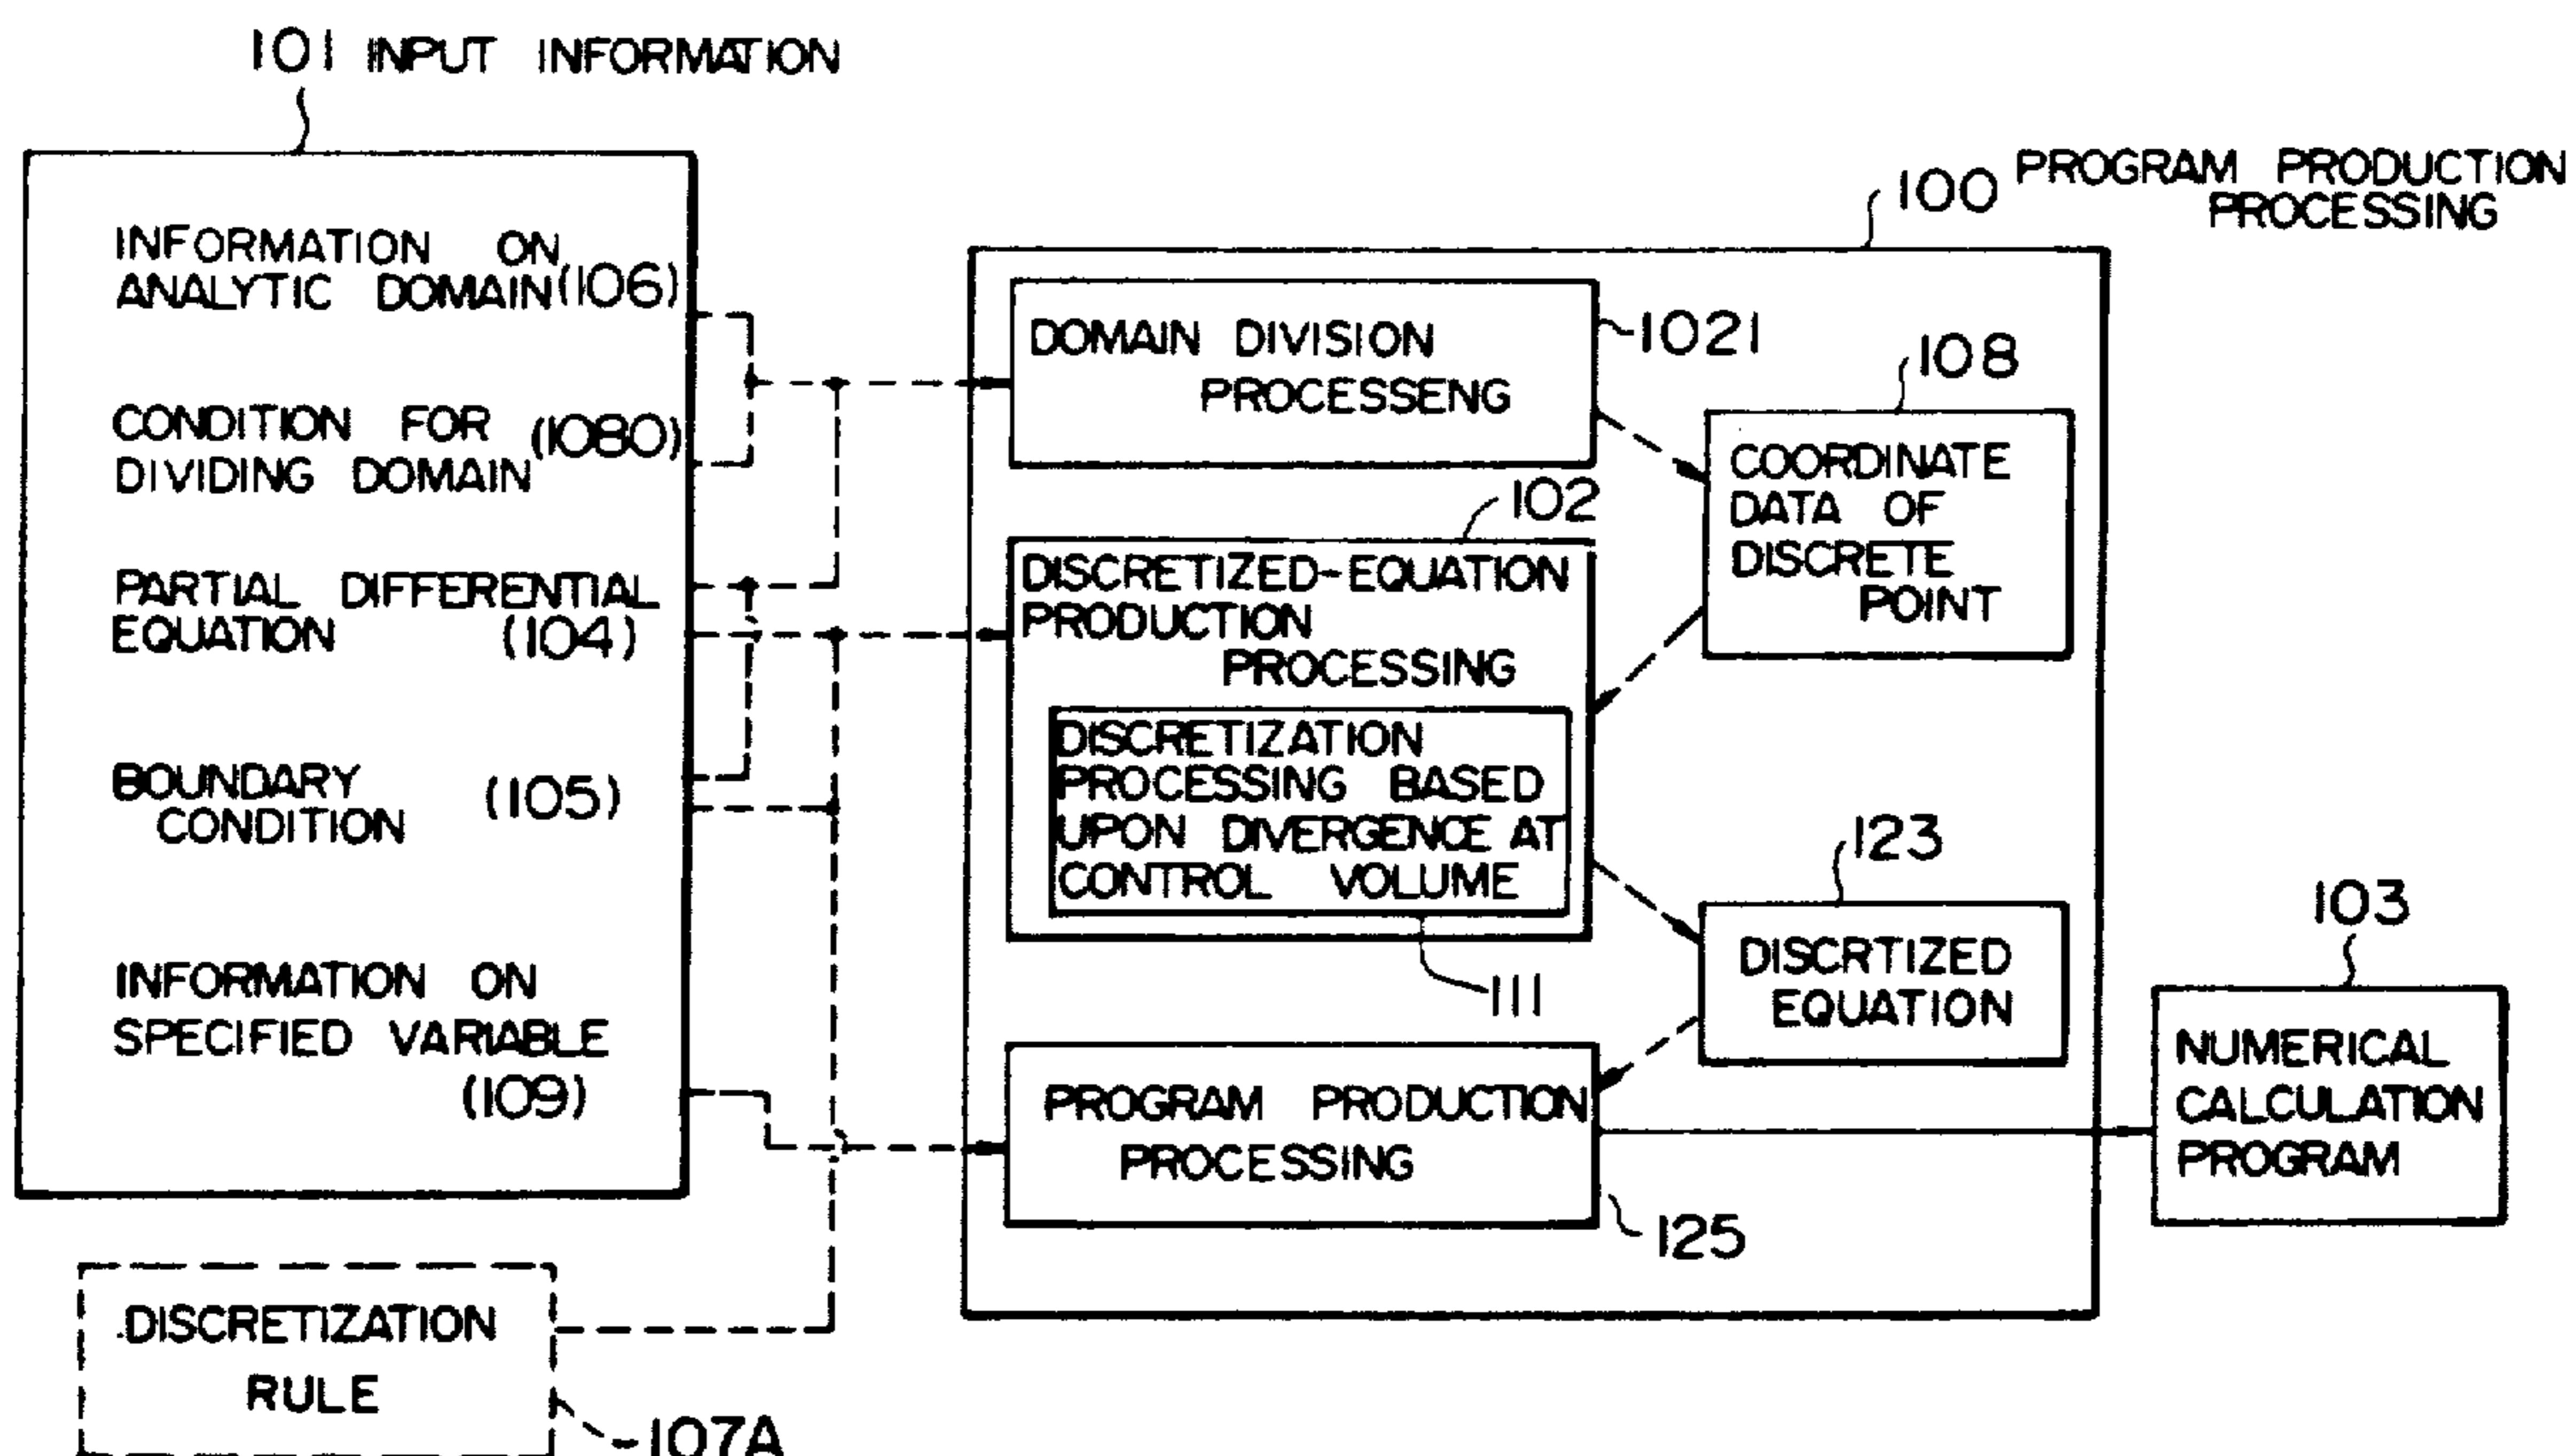 101 INPUT INFORMATION
INFORMATION ON
ANALYTIC DOMAIN (106)
CONDITION FOR
DIVIDING DOMAIN (1080)
PARTIAL DIFFERENTIAL
EQUATION (104)
BOUNDARY
CONDITION (105)
INFORMATION ON
SPECIFIED VARIABLE
(109)
DISCRETIZATION
RULE
107A
100 PROGRAM PRODUCTION
PROCESSING
DOMAIN DIVISION
PROCESSENG
1021
108
COORDINATE
DATA OF
DISCRETE
POINT
102
DISCRETIZED-EQUATION
PRODUCTION
PROCESSING
DISCRETIZATION
PROCESSING BASED
UPON DIVERGENCE AT
CONTROL VOLUME
111
123
DISCRTIZED
EQUATION
PROGRAM PRODUCTION
PROCESSING
125
103
NUMERICAL
CALCULATION
PROGRAM